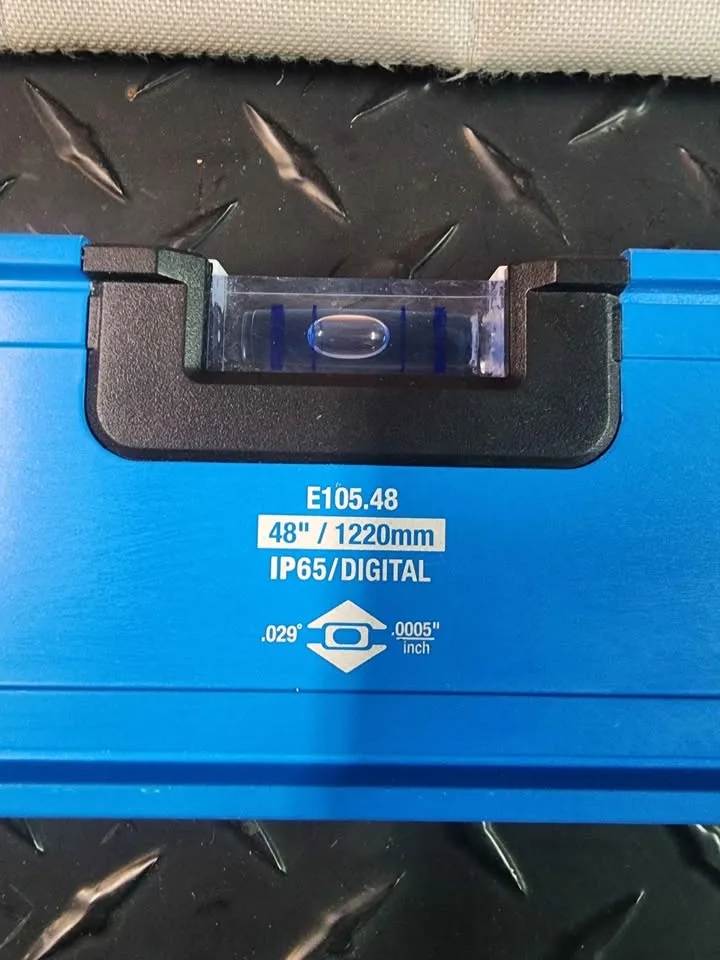 E105.48
48" / 1220mm
IP65/DIGITAL
.029° .0005"
inch